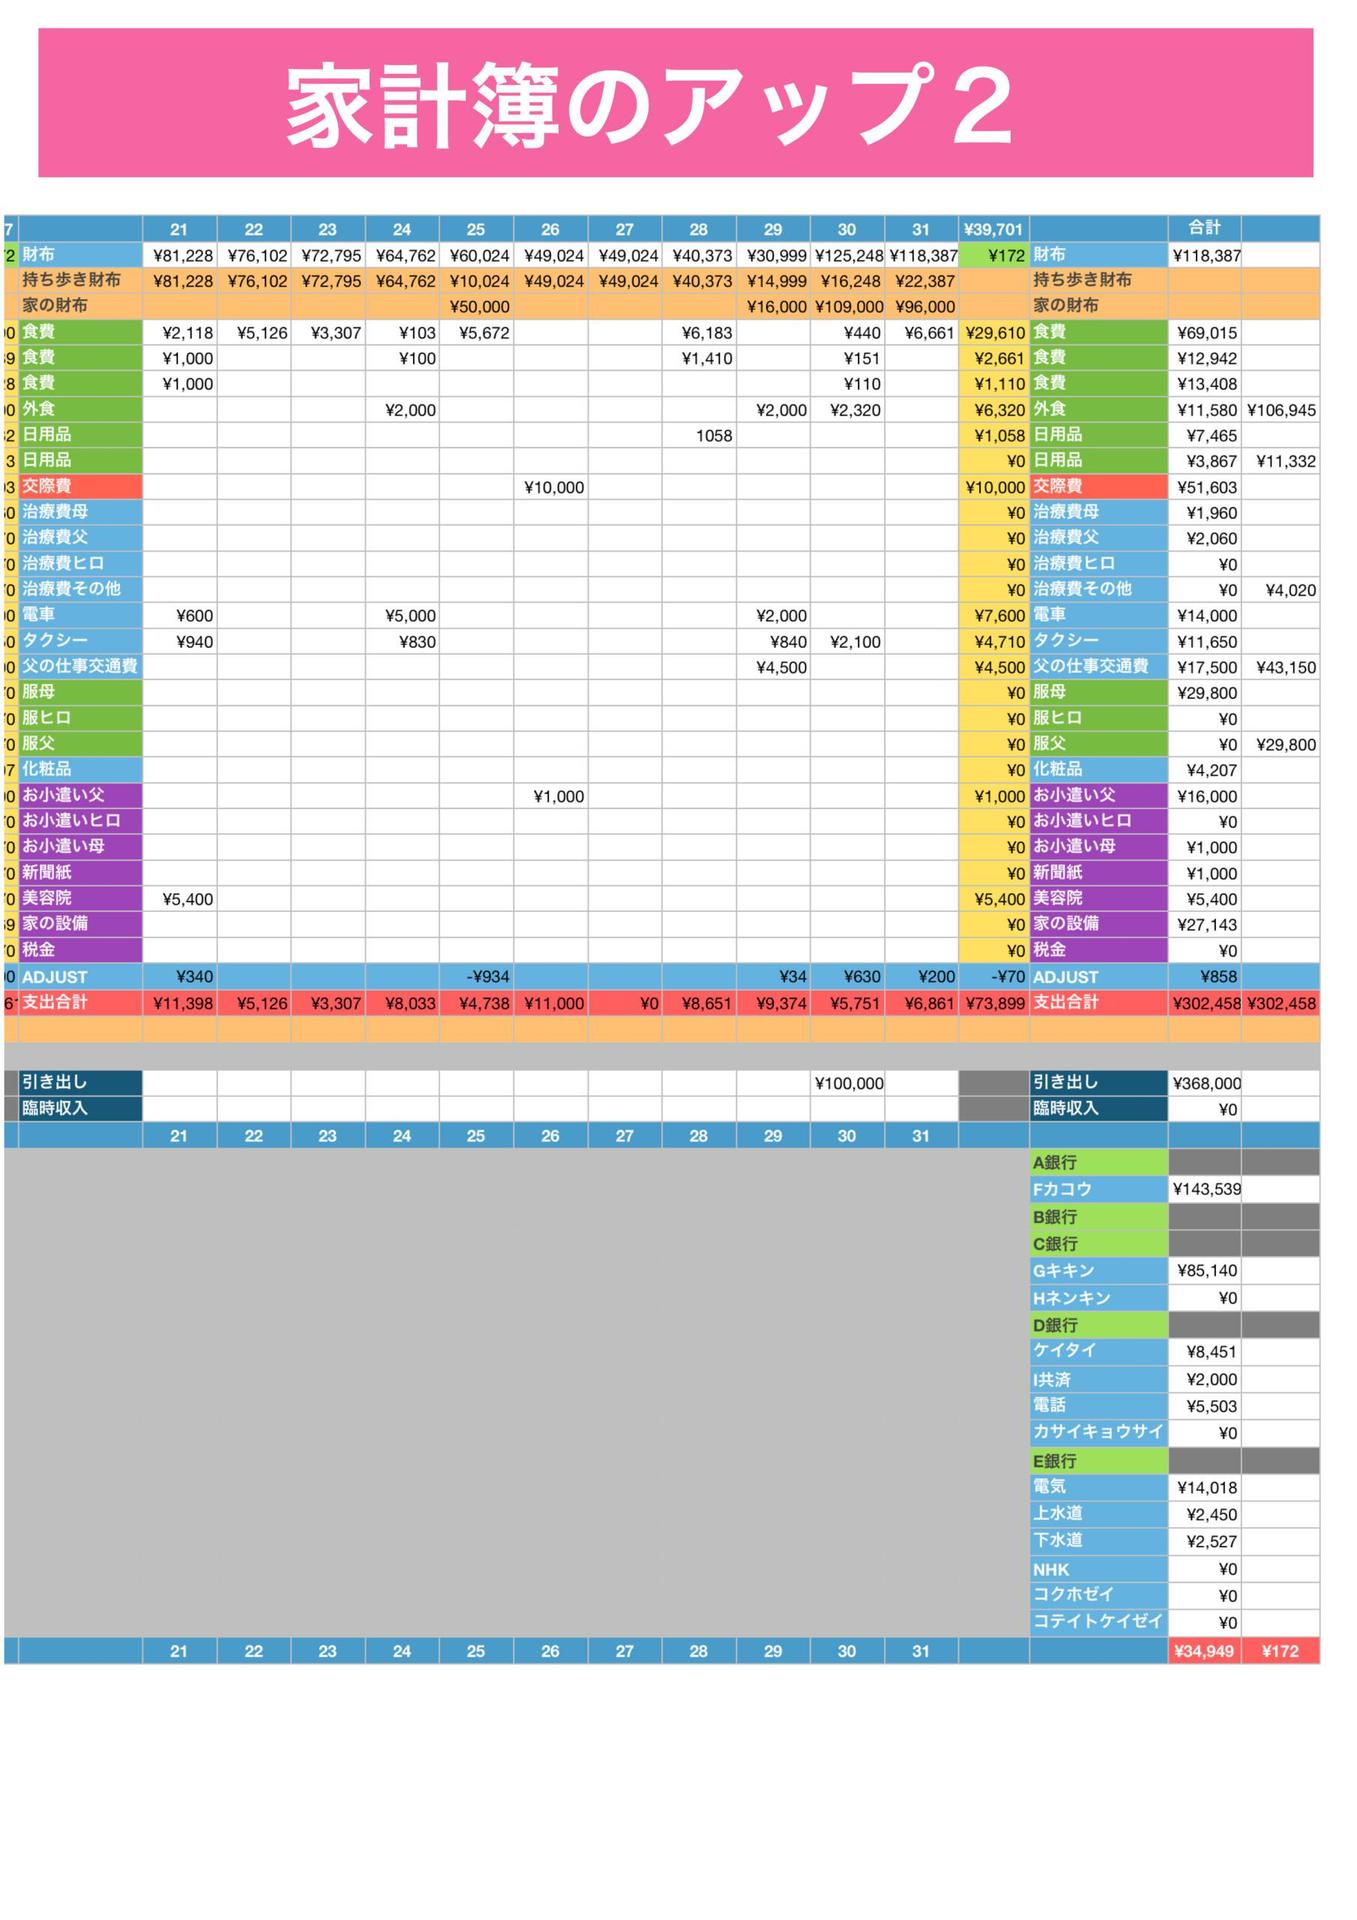 家計簿のアップ２
7 21 22 23 24 25 26 27 28 29 30 31 ¥39,701 合計
72 財布 ¥81,228 ¥76,102 ¥72,795 ¥64,762 ¥60,024 ¥49,024 ¥49,024 ¥40,373 ¥30,999 ¥125,248 ¥118,387 ¥172 財布 ¥118,387
持ち歩き財布 ¥81,228 ¥76,102 ¥72,795 ¥64,762 ¥10,024 ¥49,024 ¥49,024 ¥40,373 ¥14,999 ¥16,248 ¥22,387 持ち歩き財布
家の財布 ¥50,000 ¥16,000 ¥109,000 ¥96,000 家の財布
食費 ¥2,118 ¥5,126 ¥3,307 ¥103 ¥5,672 ¥6,183 ¥440 ¥6,661 ¥29,610 食費 ¥69,015
食費 ¥1,000 ¥100 ¥1,410 ¥151 ¥2,661 食費 ¥12,942
食費 ¥1,000 ¥110 ¥1,110 食費 ¥13,408
外食 ¥2,000 ¥2,000 ¥2,320 ¥6,320 外食 ¥11,580 ¥106,945
日用品 1058 ¥1,058 日用品 ¥7,465
日用品 ¥0 日用品 ¥3,867 ¥11,332
交際費 ¥10,000 ¥10,000 交際費 ¥51,603
治療費母 ¥0 治療費母 ¥1,960
治療費父 ¥0 治療費父 ¥2,060
治療費ヒロ ¥0 治療費ヒロ ¥0
治療費その他 ¥0 治療費その他 ¥0 ¥4,020
電車 ¥600 ¥5,000 ¥2,000 ¥7,600 電車 ¥14,000
タクシー ¥940 ¥830 ¥840 ¥2,100 ¥4,710 タクシー ¥11,650
父の仕事交通費 ¥4,500 ¥4,500 父の仕事交通費 ¥17,500 ¥43,150
服母 ¥0 服母 ¥29,800
服ヒロ ¥0 服ヒロ ¥0
服父 ¥0 服父 ¥0 ¥29,800
化粧品 ¥0 化粧品 ¥4,207
お小遣い父 ¥1,000 ¥1,000 お小遣い父 ¥16,000
お小遣いヒロ ¥0 お小遣いヒロ ¥0
お小遣い母 ¥0 お小遣い母 ¥1,000
新聞紙 ¥0 新聞紙 ¥1,000
美容院 ¥5,400 ¥5,400 美容院 ¥5,400
家の設備 ¥0 家の設備 ¥27,143
税金 ¥0 税金 ¥0
ADJUST ¥340 -¥934 ¥34 ¥630 ¥200 -¥70 ADJUST ¥858
支出合計 ¥11,398 ¥5,126 ¥3,307 ¥8,033 ¥4,738 ¥11,000 ¥0 ¥8,651 ¥9,374 ¥5,751 ¥6,861 ¥73,899 支出合計 ¥302,458 ¥302,458
引き出し ¥100,000 引き出し ¥368,000
臨時収入 臨時収入 ¥0
21 22 23 24 25 26 27 28 29 30 31
A銀行
Fカコウ ¥143,539
B銀行
C銀行
Gキキン ¥85,140
Hネンキン ¥0
D銀行
ケイタイ ¥8,451
I共済 ¥2,000
電話 ¥5,503
カサイキョウサイ ¥0
E銀行
電気 ¥14,018
上水道 ¥2,450
下水道 ¥2,527
NHK ¥0
コクホゼイ ¥0
コテイトケイゼイ ¥0
21 22 23 24 25 26 27 28 29 30 31 ¥34,949 ¥172